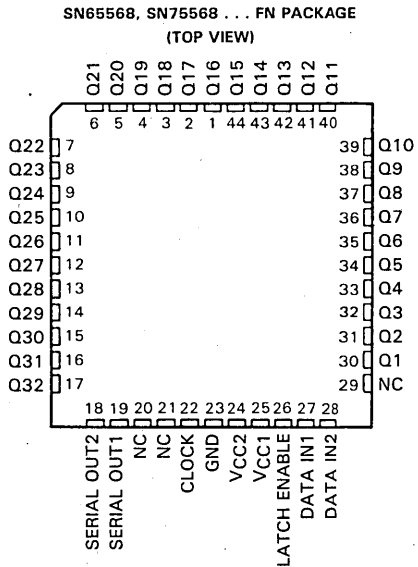 SN65568, SN75568 . . . FN PACKAGE
(TOP VIEW)
Q21 Q20 Q19 Q18 Q17 Q16 Q15 Q14 Q13 Q12 Q11
6 5 4 3 2 1 44 43 42 41 40
Q22 7 39 Q10
Q23 8 38 Q9
Q24 9 37 Q8
Q25 10 36 Q7
Q26 11 35 Q6
Q27 12 34 Q5
Q28 13 33 Q4
Q29 14 32 Q3
Q30 15 31 Q2
Q31 16 30 Q1
Q32 17 29 NC
18 19 20 21 22 23 24 25 26 27 28
SERIAL OUT2
SERIAL OUT1
NC
NC
CLOCK
GND
VCC2
VCC1
LATCH ENABLE
DATA IN1
DATA IN2